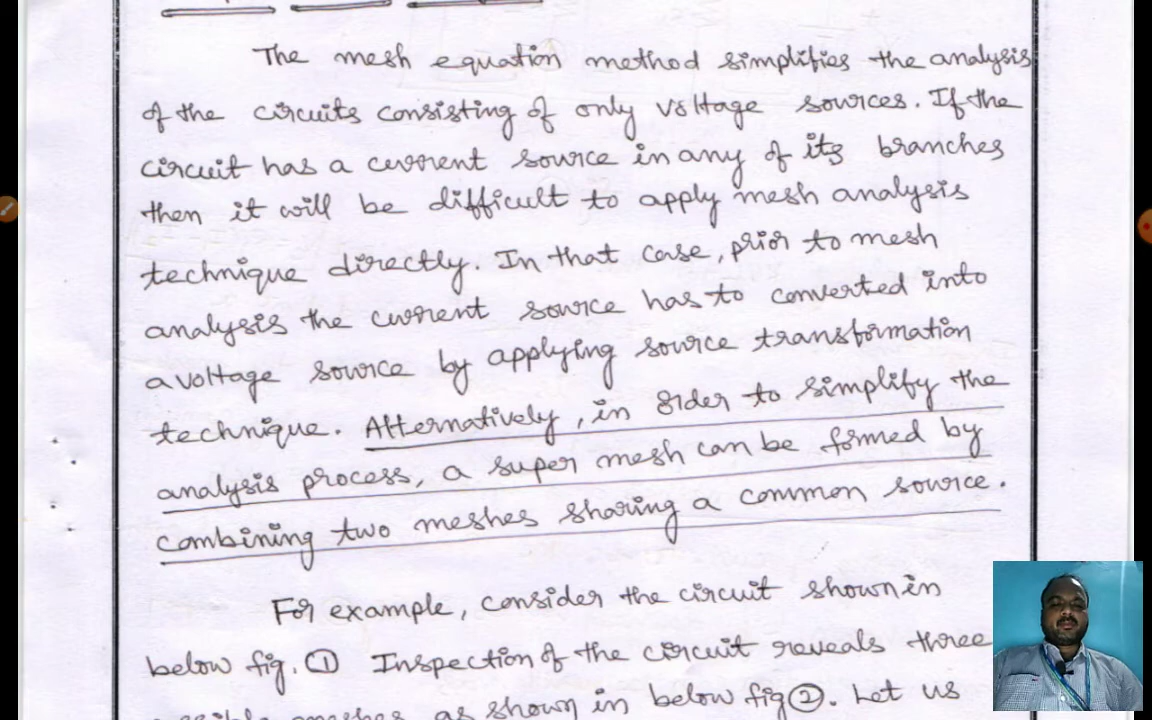 The mesh equation method simplifies the analysis
of the circuits consisting of only voltage sources. If the
circuit has a current source in any of its branches
then it will be difficult to apply mesh analysis
technique directly. In that case, prior to mesh
analysis the current source has to converted into
a voltage source by applying source transformation
technique. Alternatively, in order to simplify the
analysis process, a super mesh can be formed by
combining two meshes sharing a common source.
For example, consider the circuit shown in
below fig. ① Inspection of the circuit reveals three
meshes as shown in below fig ②. Let us